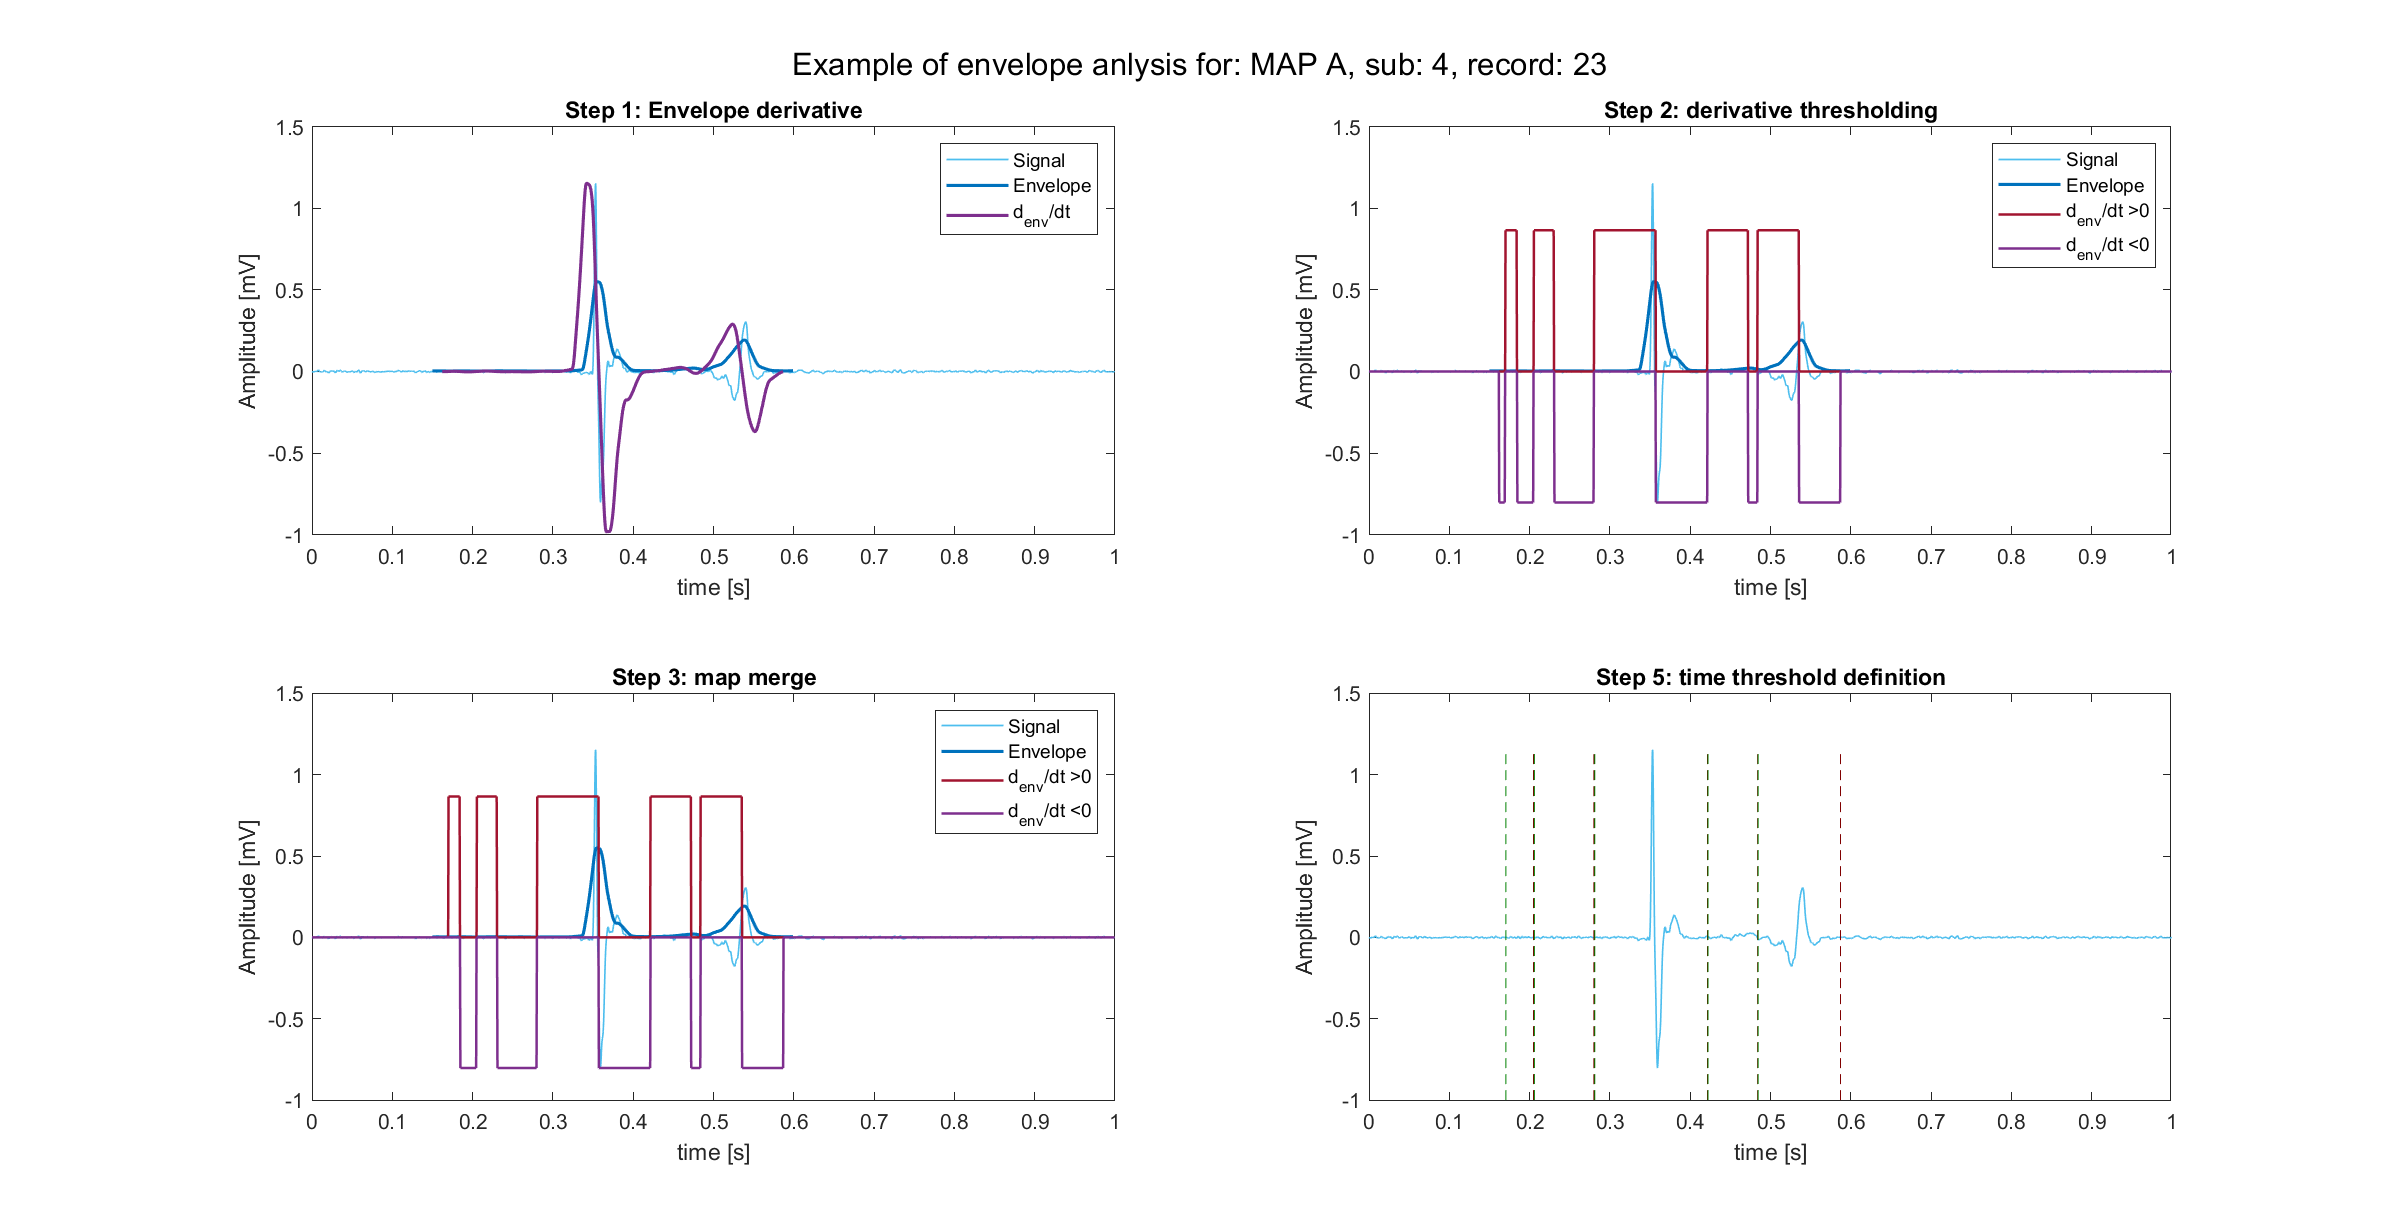 Example of envelope anlysis for: MAP A, sub: 4, record: 23
Step 1: Envelope derivative
1.5
1
0.5
0
-0.5
-1
Amplitude [mV]
0 0.1 0.2 0.3 0.4 0.5 0.6 0.7 0.8 0.9 1
time [s]
Signal
Envelope
d_env/dt
Step 2: derivative thresholding
1.5
1
0.5
0
-0.5
-1
Amplitude [mV]
0 0.1 0.2 0.3 0.4 0.5 0.6 0.7 0.8 0.9 1
time [s]
Signal
Envelope
d_env/dt >0
d_env/dt <0
Step 3: map merge
1.5
1
0.5
0
-0.5
-1
Amplitude [mV]
0 0.1 0.2 0.3 0.4 0.5 0.6 0.7 0.8 0.9 1
time [s]
Signal
Envelope
d_env/dt >0
d_env/dt <0
Step 5: time threshold definition
1.5
1
0.5
0
-0.5
-1
Amplitude [mV]
0 0.1 0.2 0.3 0.4 0.5 0.6 0.7 0.8 0.9 1
time [s]